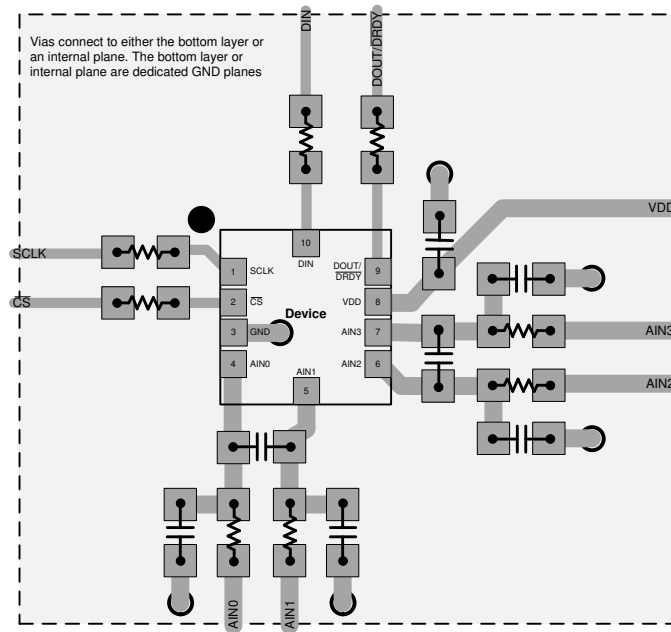 Vias connect to either the bottom layer or
an internal plane. The bottom layer or
internal plane are dedicated GND planes
DIN
DOUT/DRDY
VDD
SCLK
CS
10
DIN
1 SCLK
DOUT/
DRDY 9
2 CS
VDD 8
Device
3 GND
AIN3 7
AIN3
4 AIN0
AIN2 6
AIN1
5
AIN2
AIN0
AIN1